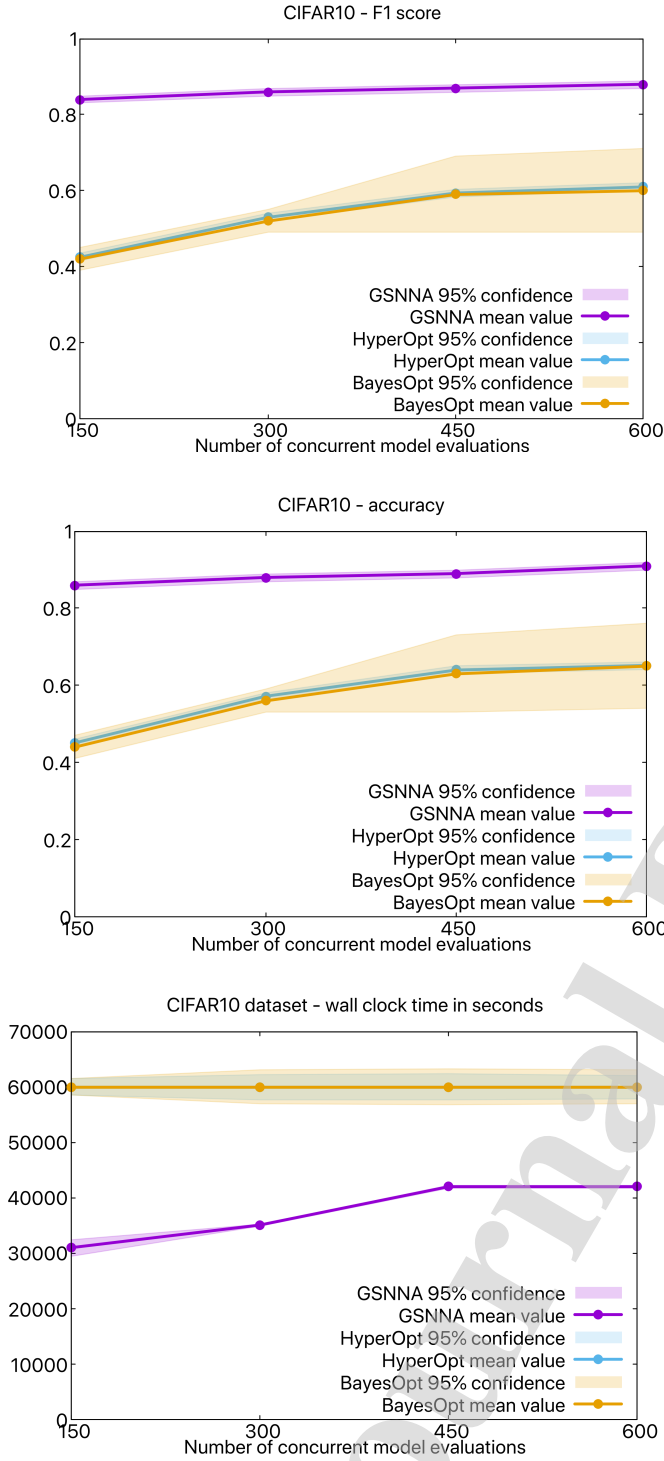 CIFAR10 - F1 score
1
0.8
0.6
0.4
0.2
0
150 300 450 600
Number of concurrent model evaluations
GSNNA 95% confidence
GSNNA mean value
HyperOpt 95% confidence
HyperOpt mean value
BayesOpt 95% confidence
BayesOpt mean value
CIFAR10 - accuracy
1
0.8
0.6
0.4
0.2
0
150 300 450 600
Number of concurrent model evaluations
GSNNA 95% confidence
GSNNA mean value
HyperOpt 95% confidence
HyperOpt mean value
BayesOpt 95% confidence
BayesOpt mean value
CIFAR10 dataset - wall clock time in seconds
70000
60000
50000
40000
30000
20000
10000
0
150 300 450 600
Number of concurrent model evaluations
GSNNA 95% confidence
GSNNA mean value
HyperOpt 95% confidence
HyperOpt mean value
BayesOpt 95% confidence
BayesOpt mean value